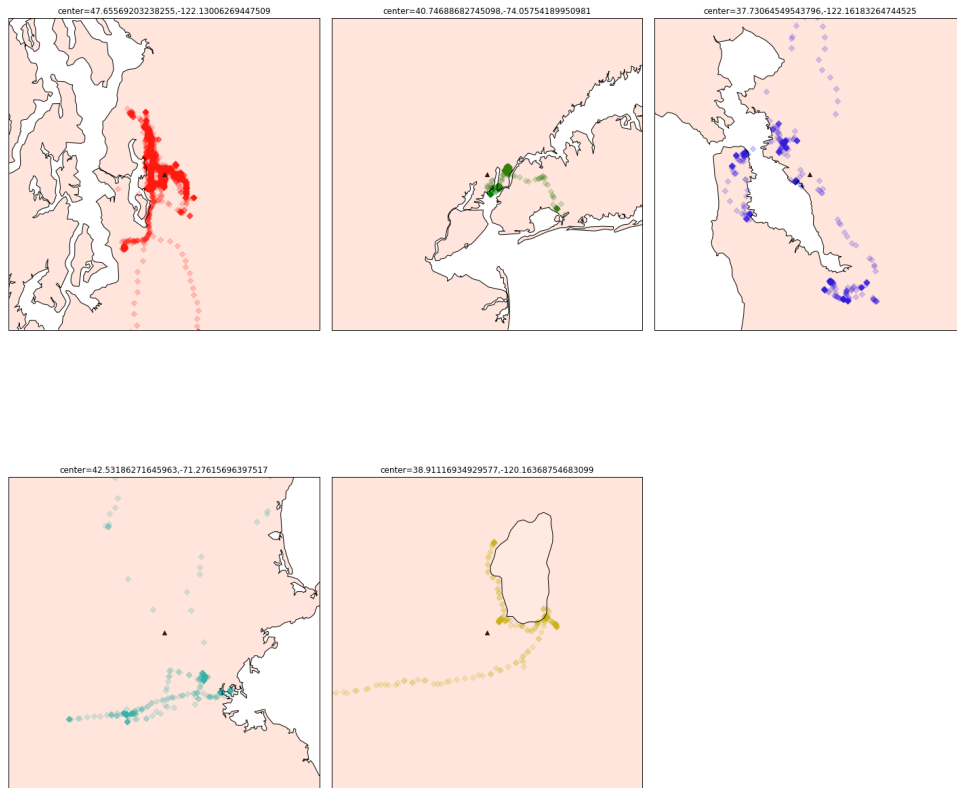 center=47.65569203238255,-122.13006269447509
center=40.74688682745098,-74.05754189950981
center=37.73064549543796,-122.16183264744525
center=42.53186271645963,-71.27615696397517
center=38.91116934929577,-120.16368754683099